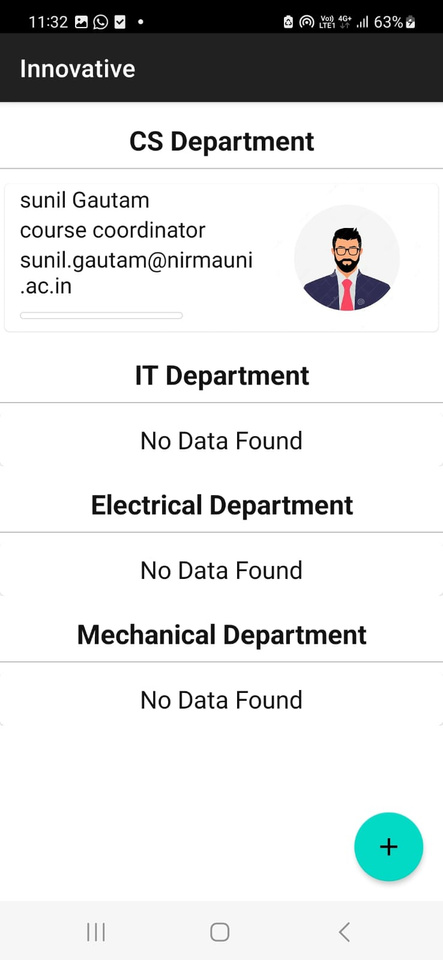 11:32 Vo)) LTE1 4G+ 63%
Innovative
CS Department
sunil Gautam
course coordinator
sunil.gautam@nirmauni
.ac.in
IT Department
No Data Found
Electrical Department
No Data Found
Mechanical Department
No Data Found
+